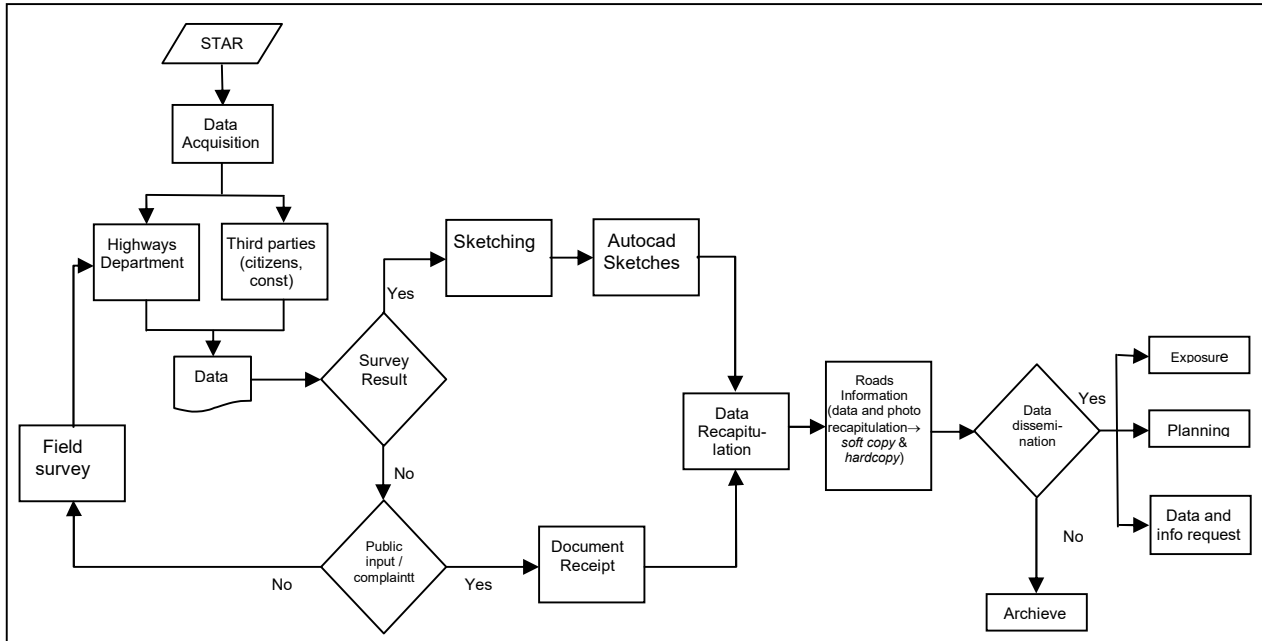 STAR
Data
Acquisition
Highways
Department
Third parties
(citizens,
const)
Data
Survey
Result
Yes
Sketching
Autocad
Sketches
No
Public
input /
complaintt
No
Field
survey
Yes
Document
Receipt
Data
Recapitu-
lation
Roads
Information
(data and photo
recapitulation→
soft copy &
hardcopy)
Data
dissemi-
nation
Yes
Exposure
Planning
Data and
info request
No
Archieve